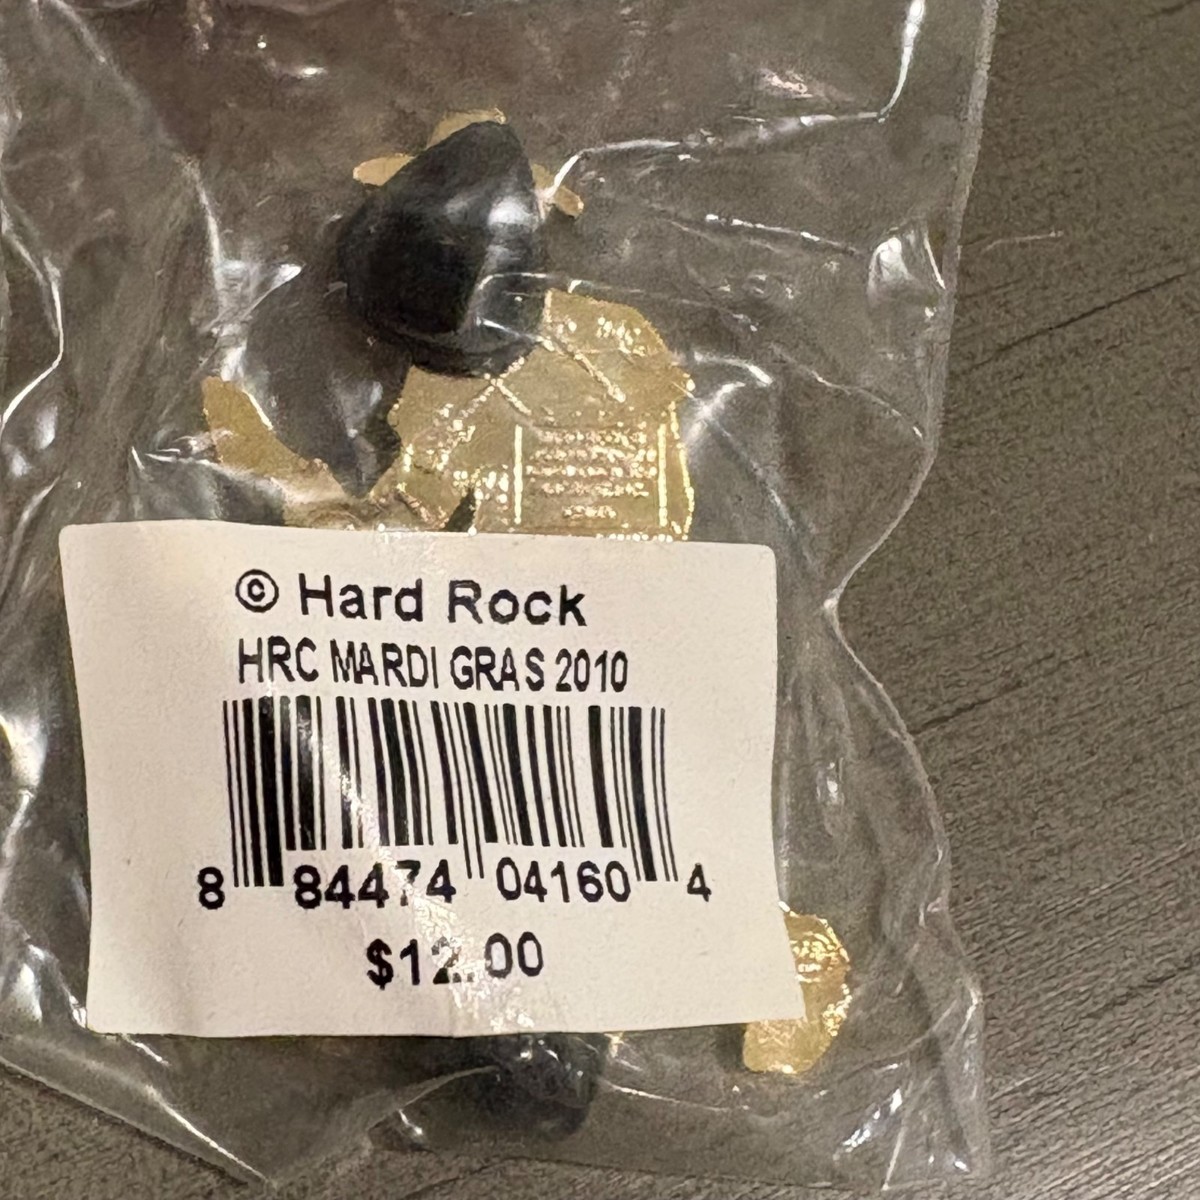 © Hard Rock
HRC MARDI GRAS 2010
8 84474 04160 4
$12.00